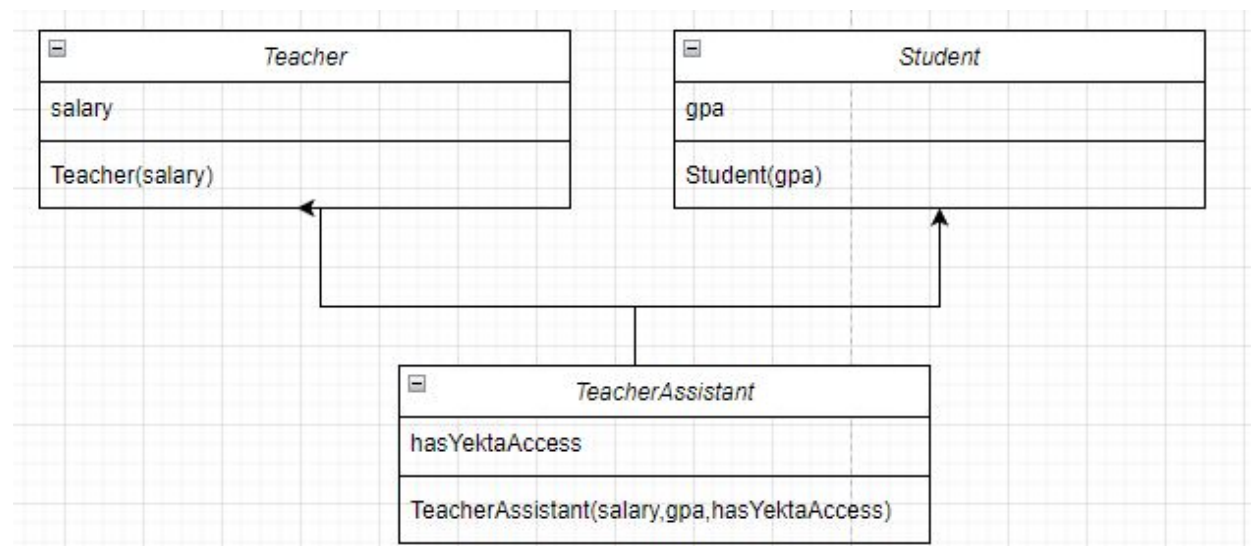 Teacher
salary
Teacher(salary)
Student
gpa
Student(gpa)
TeacherAssistant
hasYektaAccess
TeacherAssistant(salary,gpa,hasYektaAccess)